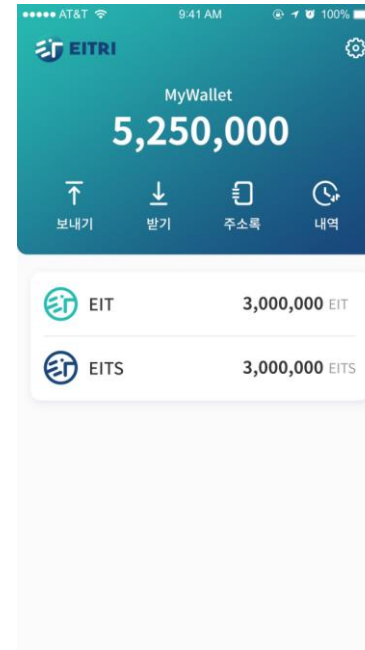 AT&T 9:41 AM 100%
EITRI
MyWallet
5,250,000
보내기 받기 주소록 내역
EIT 3,000,000 EIT
EITS 3,000,000 EITS